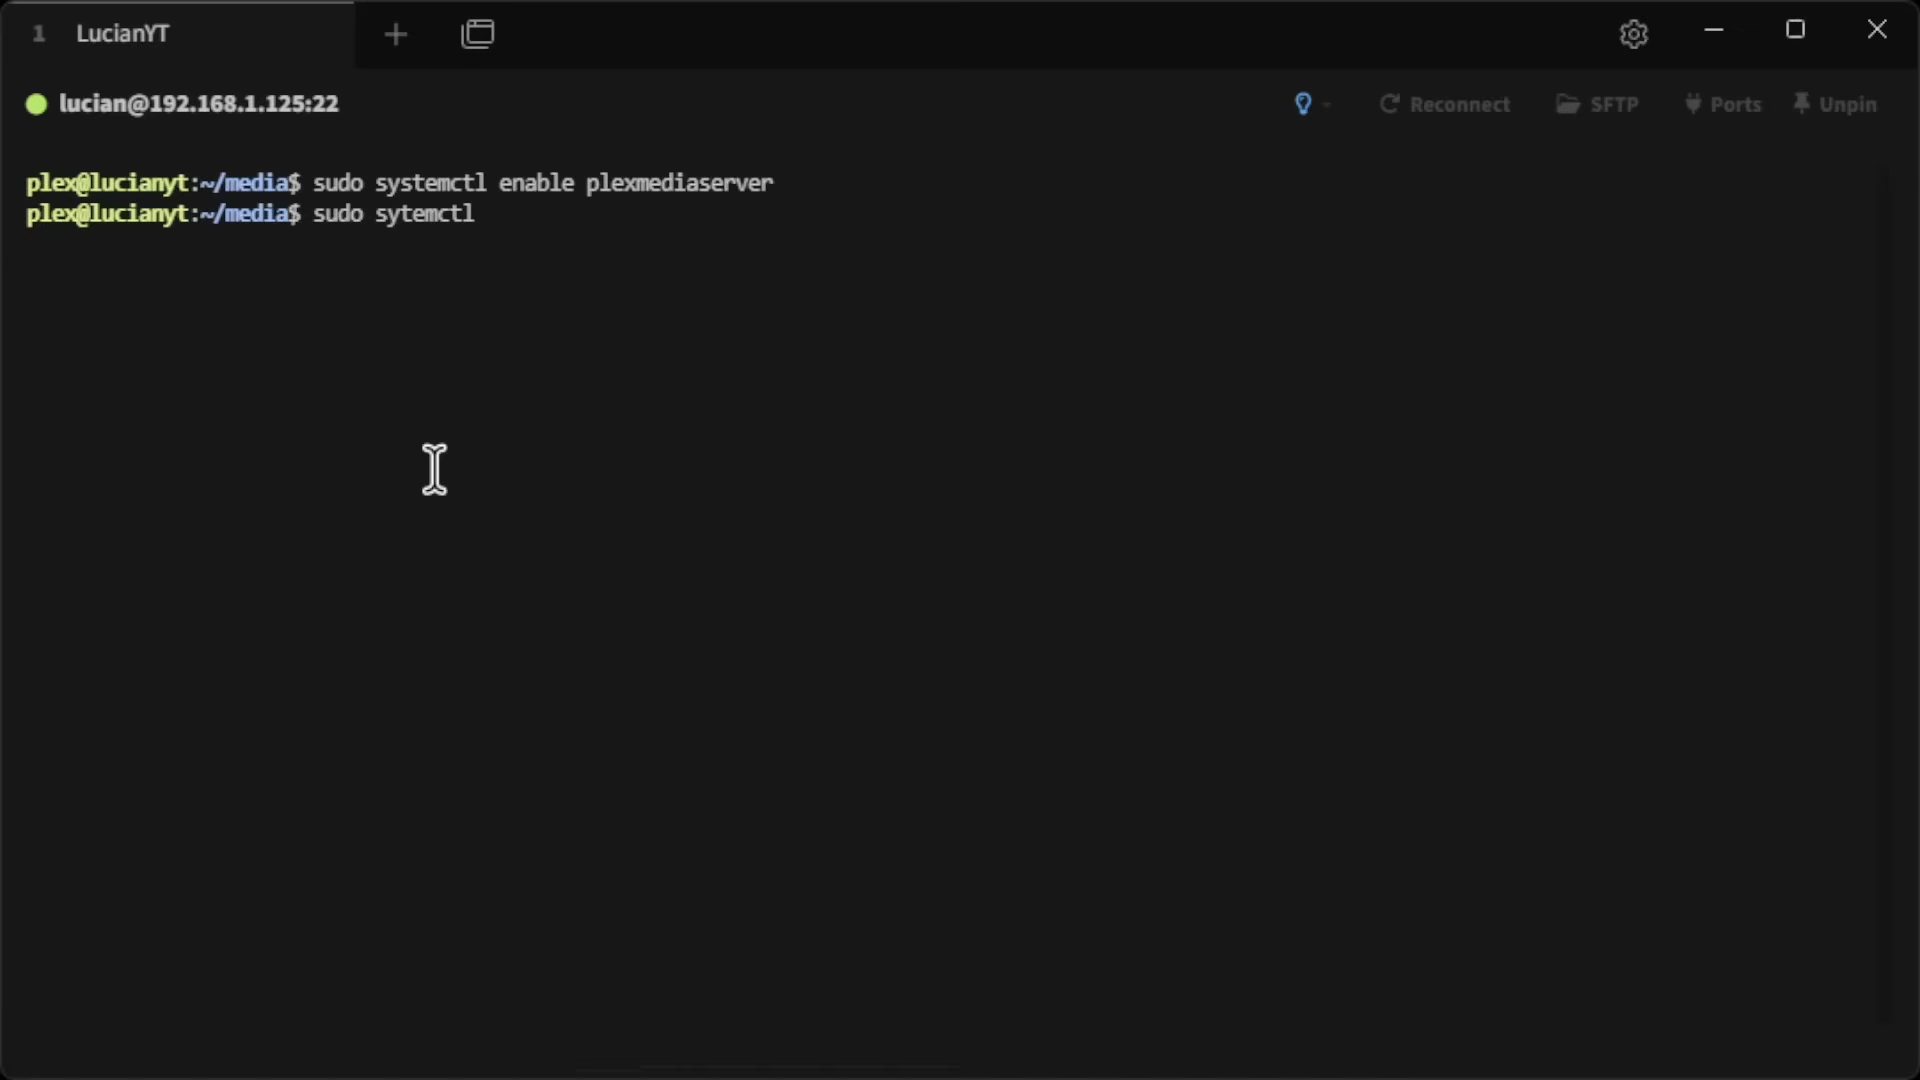 1 LucianYT
lucian@192.168.1.125:22 Reconnect SFTP Ports Unpin
plex@lucianyt:~/media$ sudo systemctl enable plexmediaserver
plex@lucianyt:~/media$ sudo sytemctl